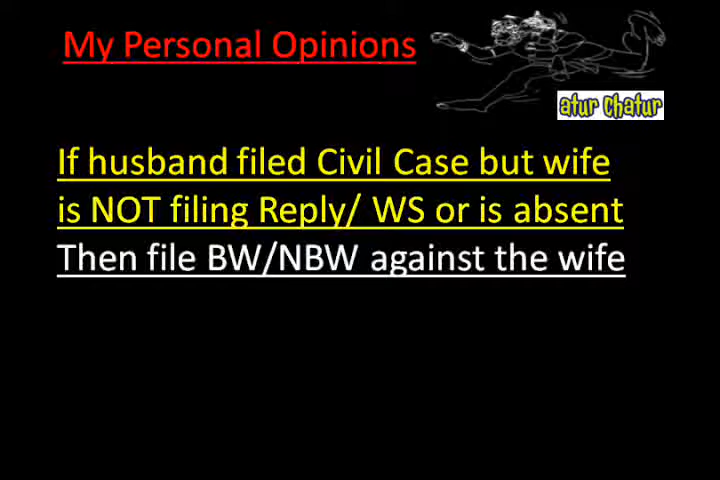 My Personal Opinions
atur chatur
If husband filed Civil Case but wife
is NOT filing Reply/ WS or is absent
Then file BW/NBW against the wife